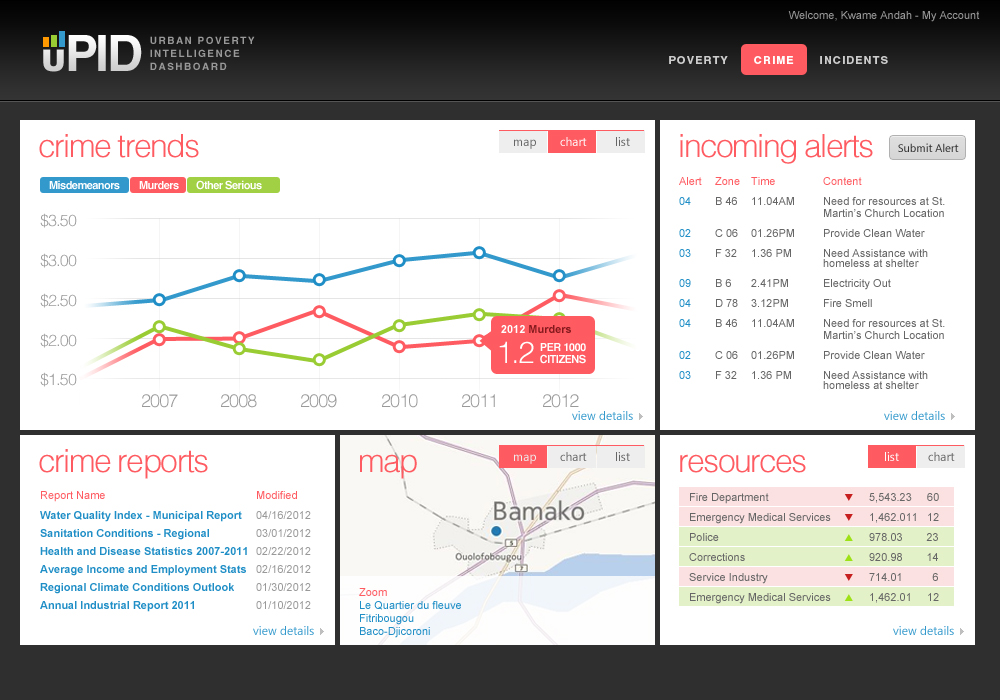 Welcome, Kwame Andah - My Account
uPID
URBAN POVERTY
INTELLIGENCE
DASHBOARD
POVERTY CRIME INCIDENTS
crime trends
map chart list
Misdemeanors Murders Other Serious
$3.50
$3.00
$2.50
$2.00
$1.50
2012 Murders
1.2 PER 1000
CITIZENS
2007 2008 2009 2010 2011 2012
view details
incoming alerts
Submit Alert
Alert Zone Time Content
04 B 46 11.04AM Need for resources at St.
Martin's Church Location
02 C 06 01.26PM Provide Clean Water
03 F 32 1.36 PM Need Assistance with
homeless at shelter
09 B 6 2.41PM Electricity Out
04 D 78 3.12PM Fire Smell
04 B 46 11.04AM Need for resources at St.
Martin's Church Location
02 C 06 01.26PM Provide Clean Water
03 F 32 1.36 PM Need Assistance with
homeless at shelter
view details
crime reports
Report Name Modified
Water Quality Index - Municipal Report 04/16/2012
Sanitation Conditions - Regional 03/01/2012
Health and Disease Statistics 2007-2011 02/22/2012
Average Income and Employment Stats 02/16/2012
Regional Climate Conditions Outlook 01/30/2012
Annual Industrial Report 2011 01/10/2012
view details
map
map chart list
Bamako
Ouolofobougou
Zoom
Le Quartier du fleuve
Fitribougou
Baco-Djicoroni
resources
list chart
Fire Department 5,543.23 60
Emergency Medical Services 1,462.011 12
Police 978.03 23
Corrections 920.98 14
Service Industry 714.01 6
Emergency Medical Services 1,462.01 12
view details